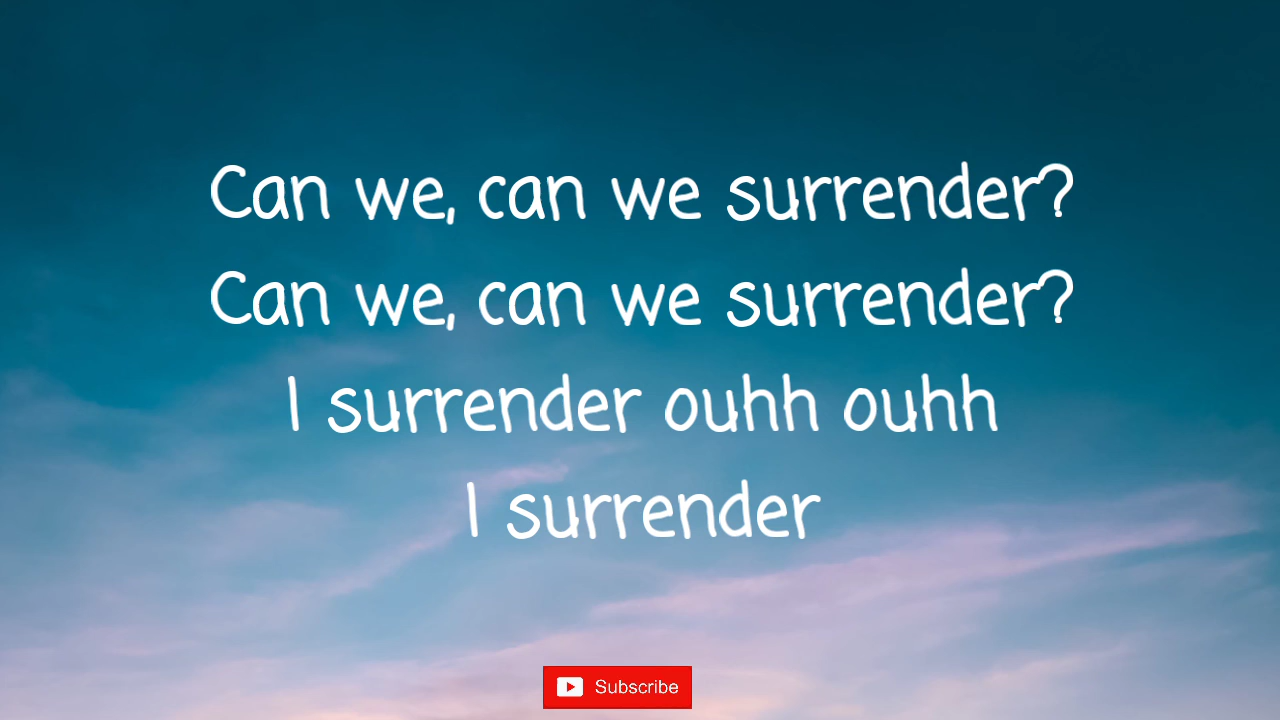 Can we, can we surrender?
Can we, can we surrender?
I surrender ouhh ouhh
I surrender
Subscribe